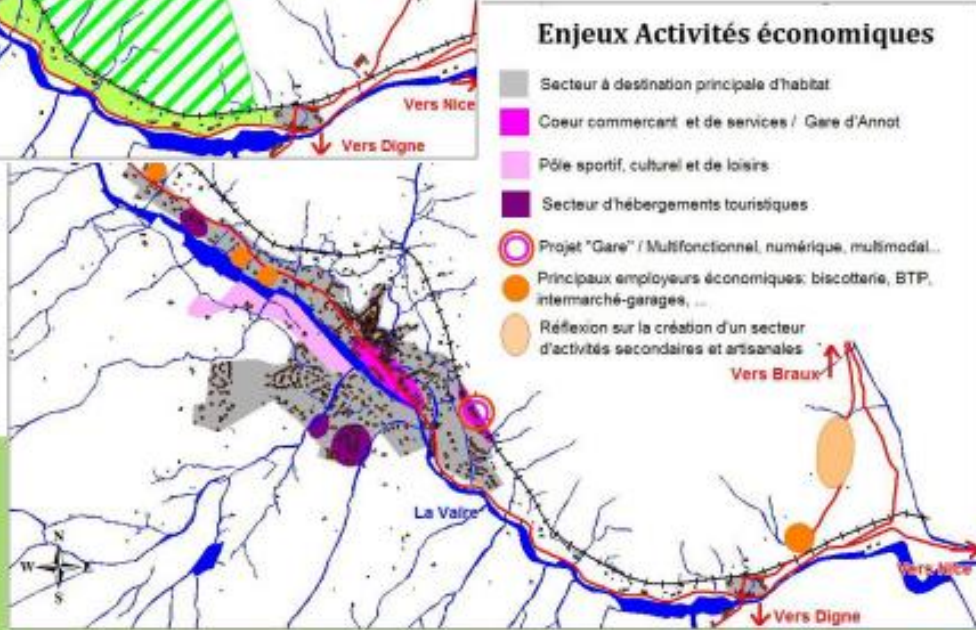 Vers Nice
Vers Digne
Enjeux Activités économiques
Secteur à destination principale d'habitat
Coeur commerçant et de services / Gare d'Annot
Pôle sportif, culturel et de loisirs
Secteur d'hébergements touristiques
Projet "Gare" / Multifonctionnel, numérique, multimodal...
Principaux employeurs économiques: biscotterie, BTP,
intermarché-garages, ...
Réflexion sur la création d'un secteur
d'activités secondaires et artisanales
Vers Braux
La Vaïre
N
W E
S
Vers Nice
Vers Digne